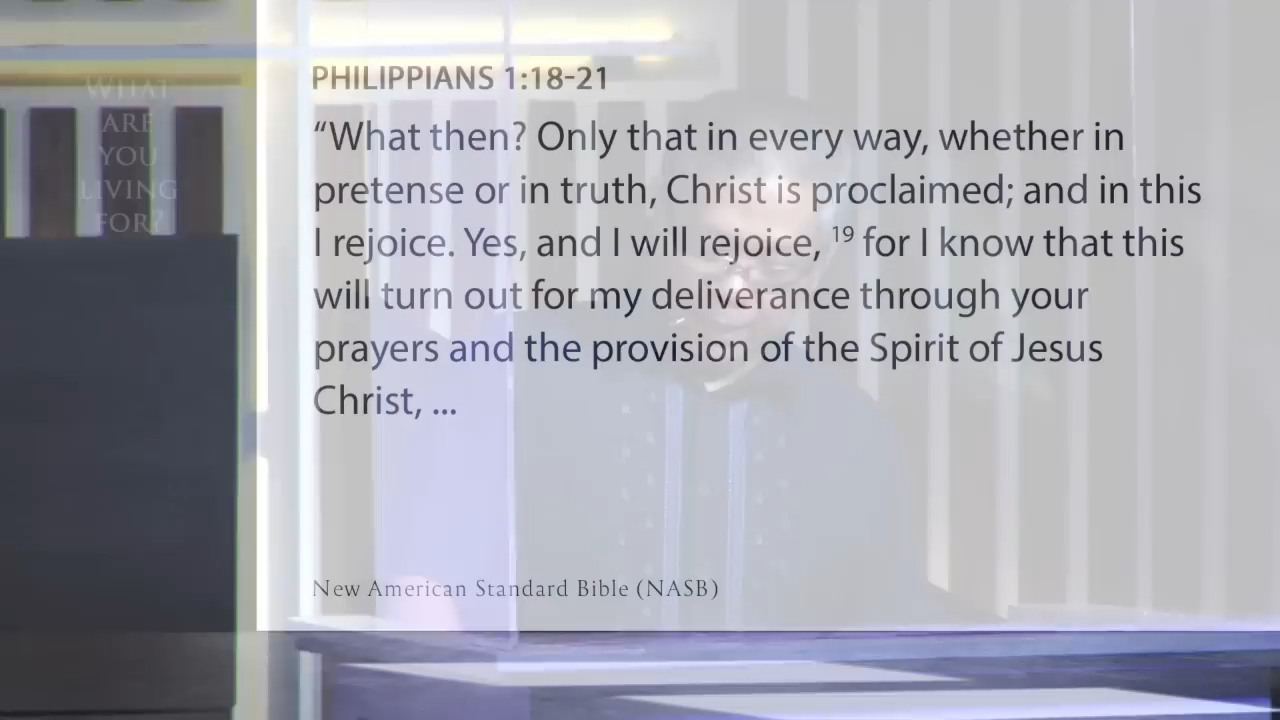 WHAT
ARE
YOU
LIVING
FOR?
PHILIPPIANS 1:18-21
“What then? Only that in every way, whether in
pretense or in truth, Christ is proclaimed; and in this
I rejoice. Yes, and I will rejoice, 19 for I know that this
will turn out for my deliverance through your
prayers and the provision of the Spirit of Jesus
Christ, ...
New American Standard Bible (NASB)